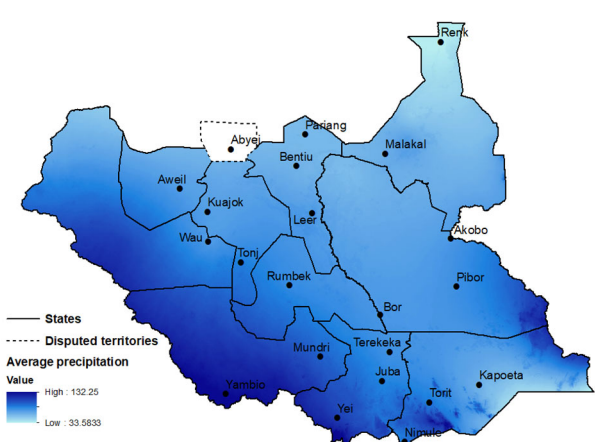 Renk
Pariang
Abyei
Malakal
Bentiu
Aweil
Kuajok
Leer
Akobo
Wau
Tonj
Pibor
Rumbek
Bor
States
Disputed territories
Terekeka
Mundri
Average precipitation
Juba
Kapoeta
Value
Yambio
Torit
High : 132.25
Yei
Low : 33.5833
Nimule